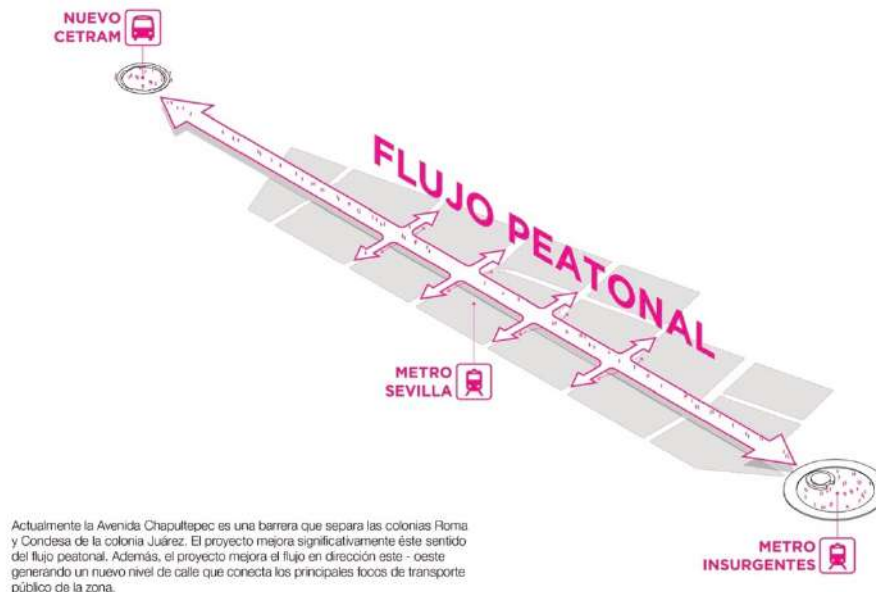 NUEVO
CETRAM
FLUJO PEATONAL
METRO
SEVILLA
METRO
INSURGENTES
Actualmente la Avenida Chapultepec es una barrera que separa las colonias Roma
y Condesa de la colonia Juárez. El proyecto mejora significativamente éste sentido
del flujo peatonal. Además, el proyecto mejora el flujo en dirección este - oeste
generando un nuevo nivel de calle que conecta los principales focos de transporte
público de la zona.